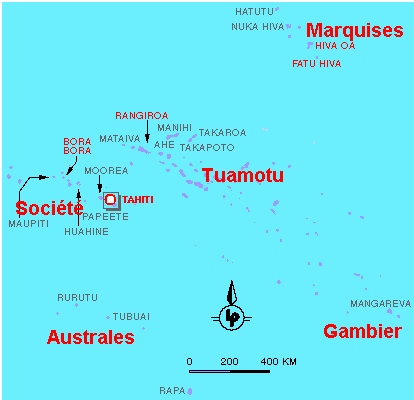 HATUTU
NUKA HIVA
Marquises
HIVA OA
FATU HIVA
RANGIROA
MANIHI
TAKAROA
MATAIVA
AHE
TAKAPOTO
BORA
BORA
MOOREA
Tuamotu
TAHITI
Société
PAPEETE
MAUPITI
HUAHINE
RURUTU
TUBUAI
Australes
lp
MANGAREVA
Gambier
0 200 400 KM
RAPA